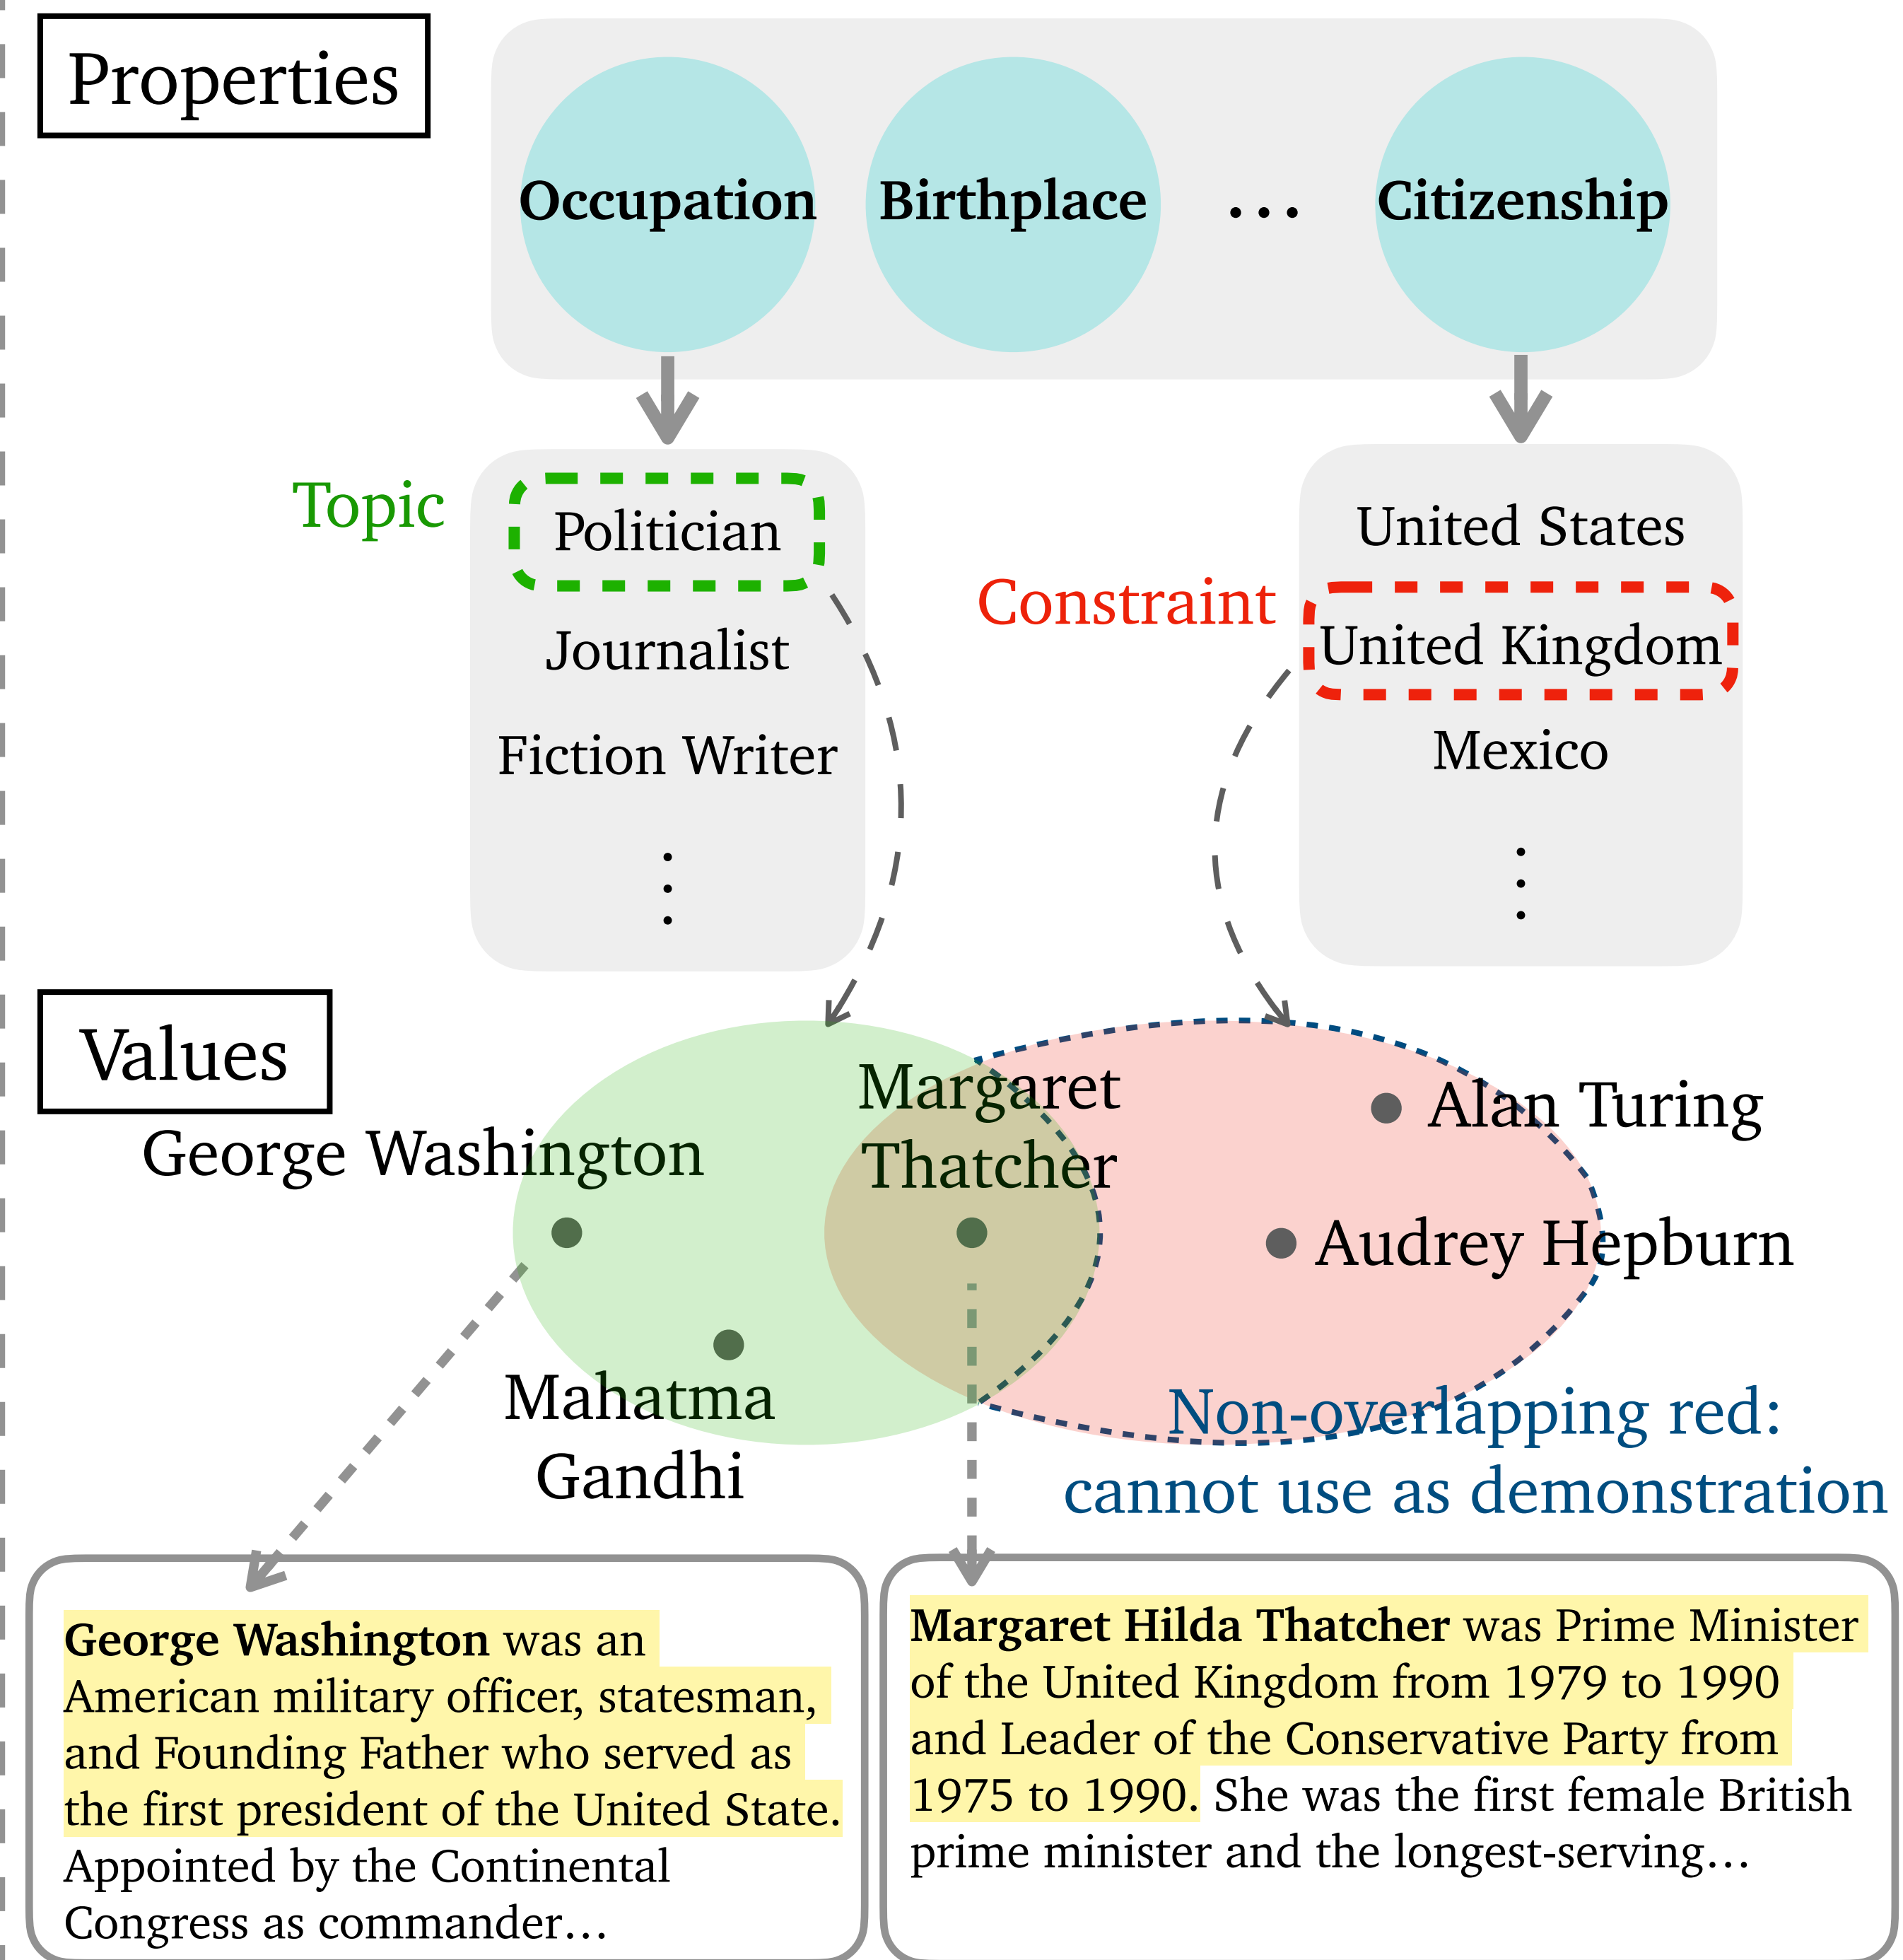 Properties
Occupation
Birthplace
...
Citizenship
Topic
Politician
Journalist
Fiction Writer
Constraint
United States
United Kingdom
Mexico
Values
George Washington
Margaret
Thatcher
Alan Turing
Audrey Hepburn
Mahatma
Gandhi
Non-overlapping red:
cannot use as demonstration
George Washington was an
American military officer, statesman,
and Founding Father who served as
the first president of the United State.
Appointed by the Continental
Congress as commander...
Margaret Hilda Thatcher was Prime Minister
of the United Kingdom from 1979 to 1990
and Leader of the Conservative Party from
1975 to 1990. She was the first female British
prime minister and the longest-serving...